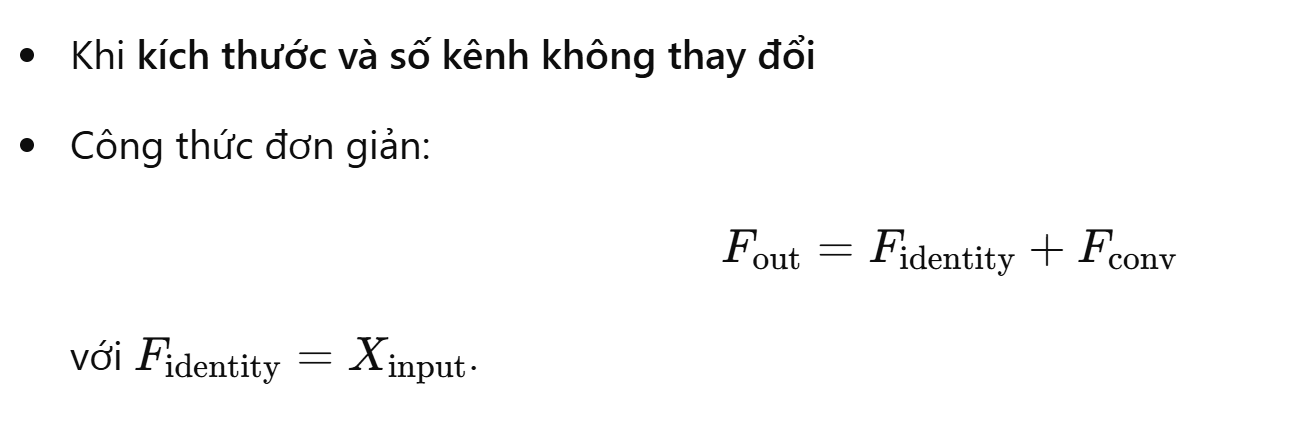 • Khi kích thước và số kênh không thay đổi
• Công thức đơn giản:
F_out = F_identity + F_conv
với F_identity = X_input.